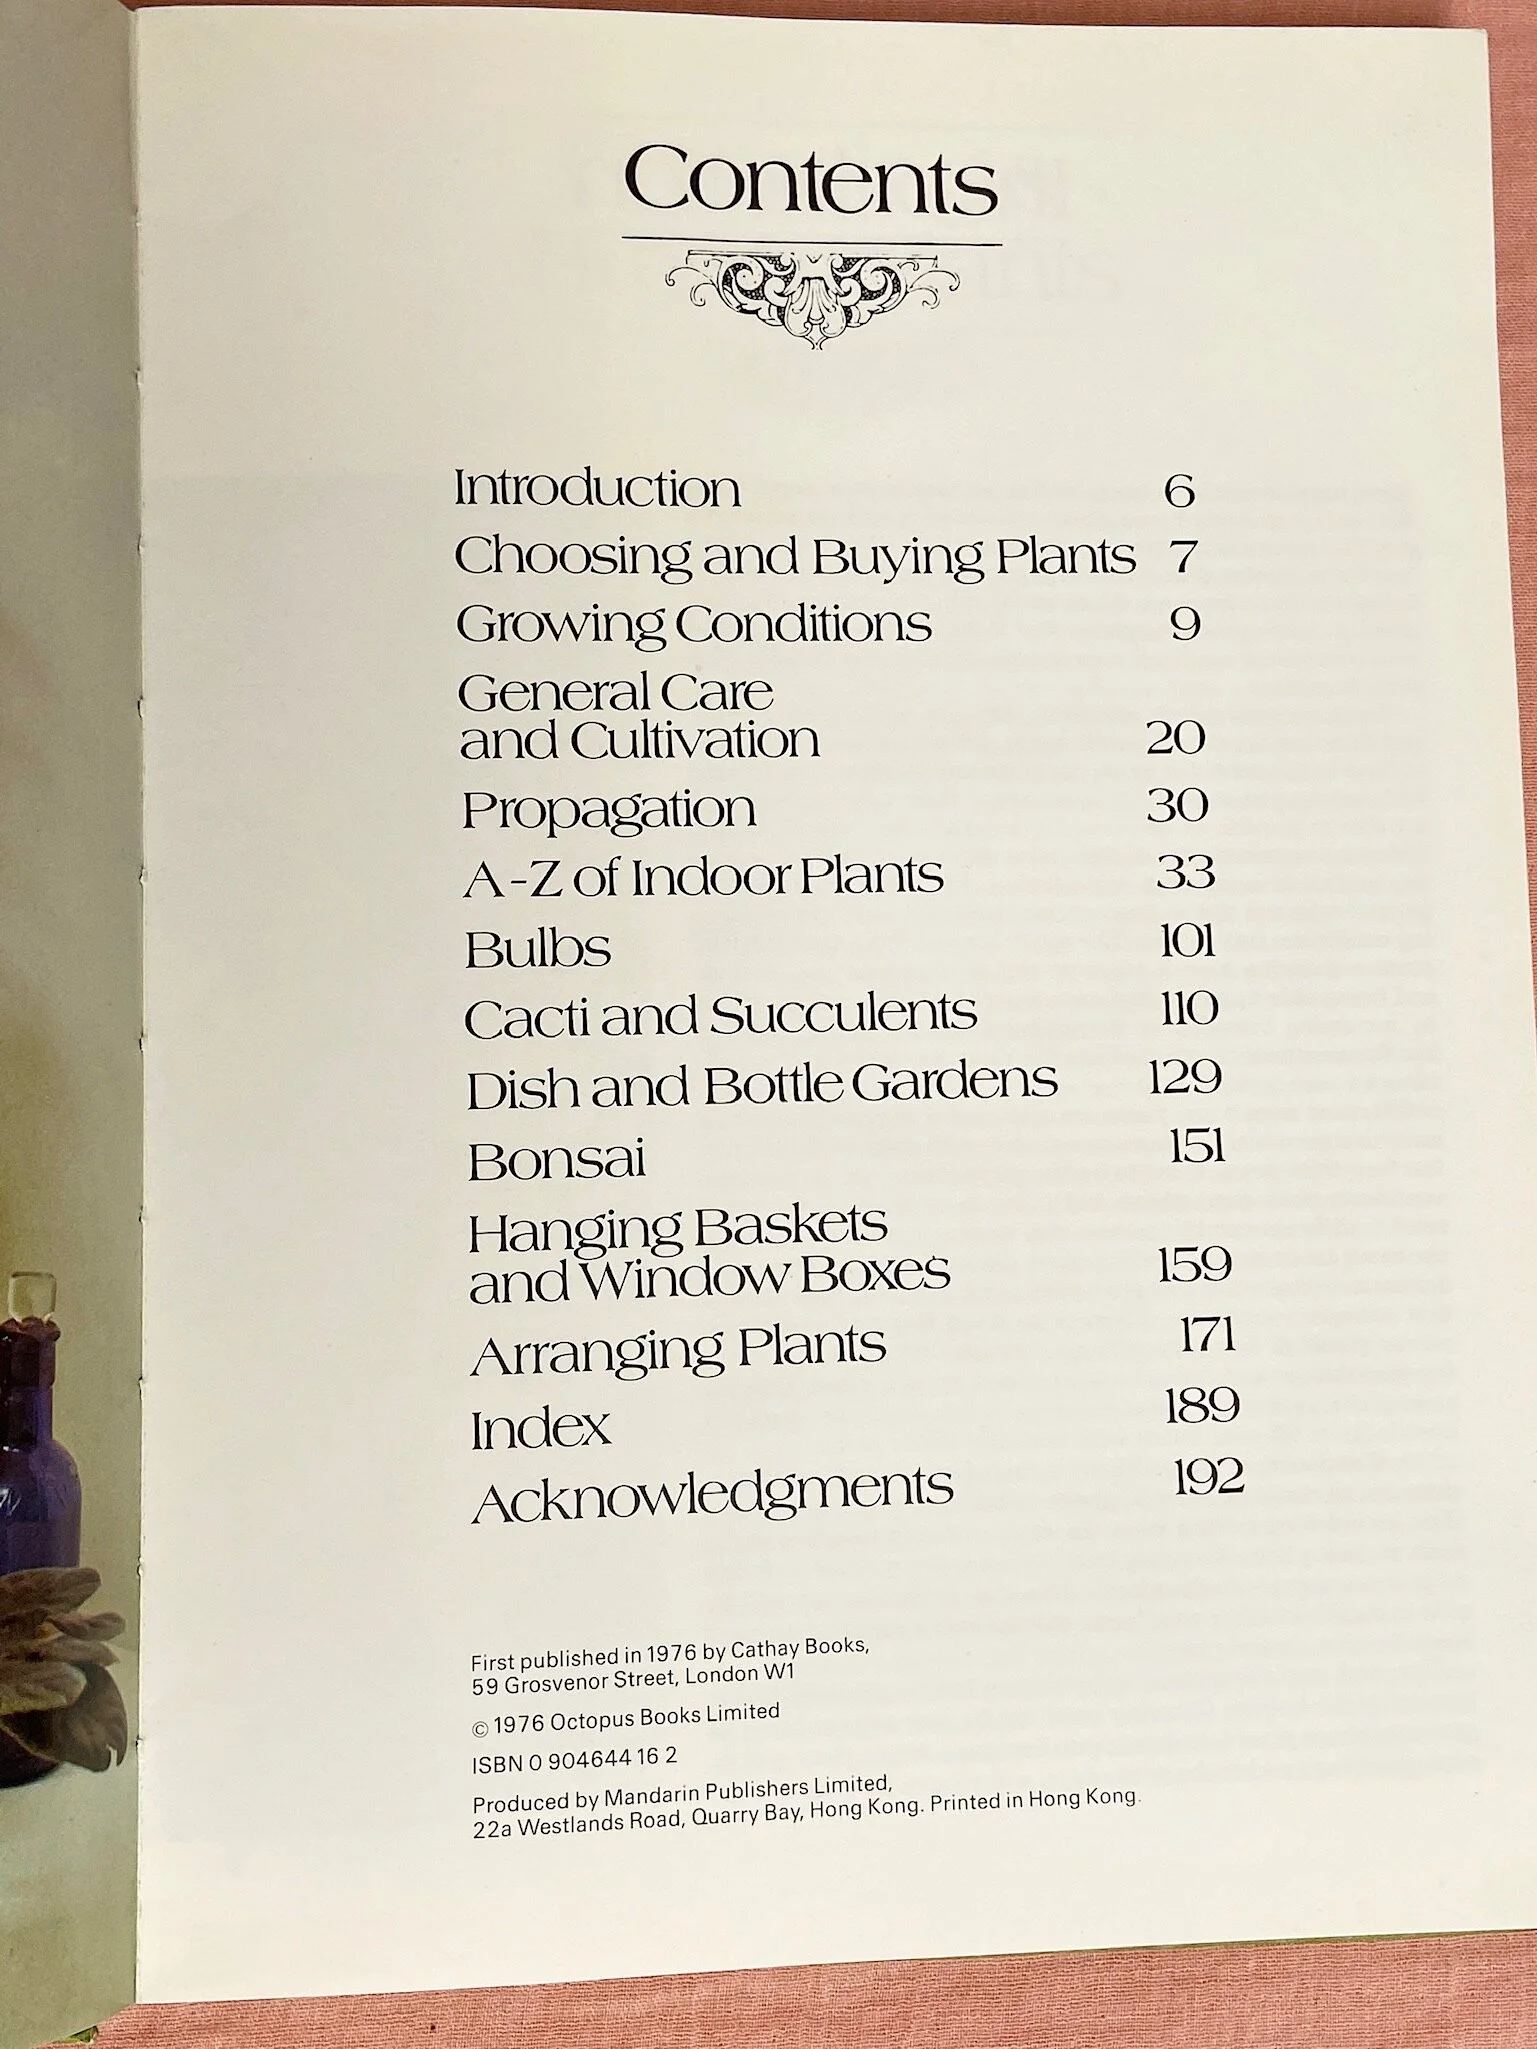 Contents
Introduction 6
Choosing and Buying Plants 7
Growing Conditions 9
General Care
and Cultivation 20
Propagation 30
A-Z of Indoor Plants 33
Bulbs 101
Cacti and Succulents 110
Dish and Bottle Gardens 129
Bonsai 151
Hanging Baskets
and Window Boxes 159
Arranging Plants 171
Index 189
Acknowledgments 192
First published in 1976 by Cathay Books,
59 Grosvenor Street, London W1
© 1976 Octopus Books Limited
ISBN 0 904644 16 2
Produced by Mandarin Publishers Limited,
22a Westlands Road, Quarry Bay, Hong Kong. Printed in Hong Kong.